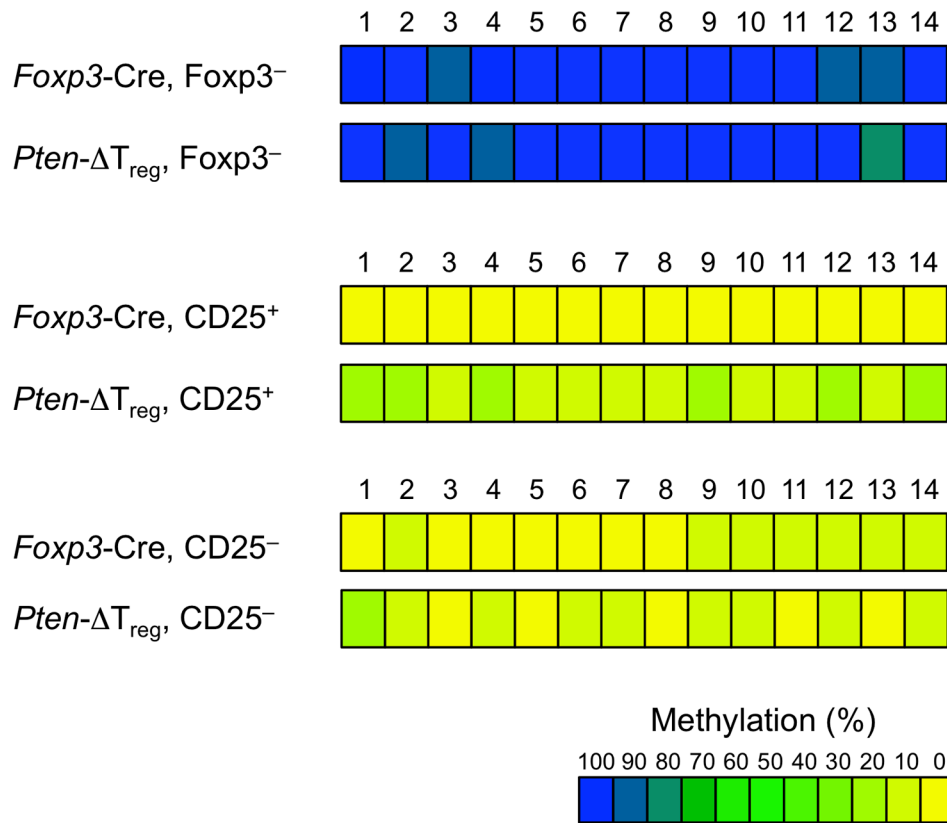 1 2 3 4 5 6 7 8 9 10 11 12 13 14
Foxp3-Cre, Foxp3⁻
Pten-ΔTreg, Foxp3⁻
1 2 3 4 5 6 7 8 9 10 11 12 13 14
Foxp3-Cre, CD25⁺
Pten-ΔTreg, CD25⁺
1 2 3 4 5 6 7 8 9 10 11 12 13 14
Foxp3-Cre, CD25⁻
Pten-ΔTreg, CD25⁻
Methylation (%)
100 90 80 70 60 50 40 30 20 10 0